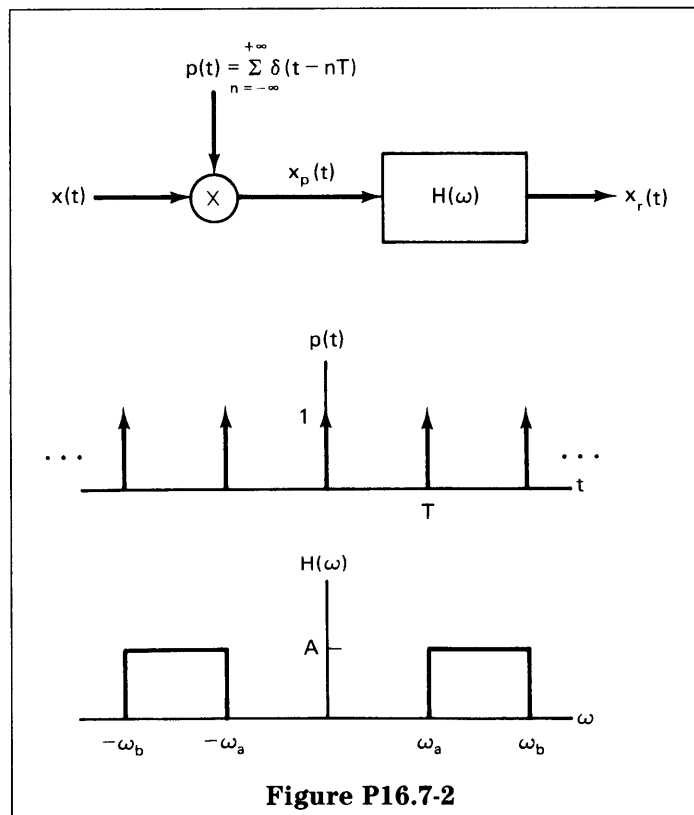 +∞
p(t) = Σ δ(t − nT)
n = −∞
x(t)
X
x_p(t)
H(ω)
x_r(t)
p(t)
1
. . .
. . .
t
T
H(ω)
A
ω
−ω_b
−ω_a
ω_a
ω_b
Figure P16.7-2